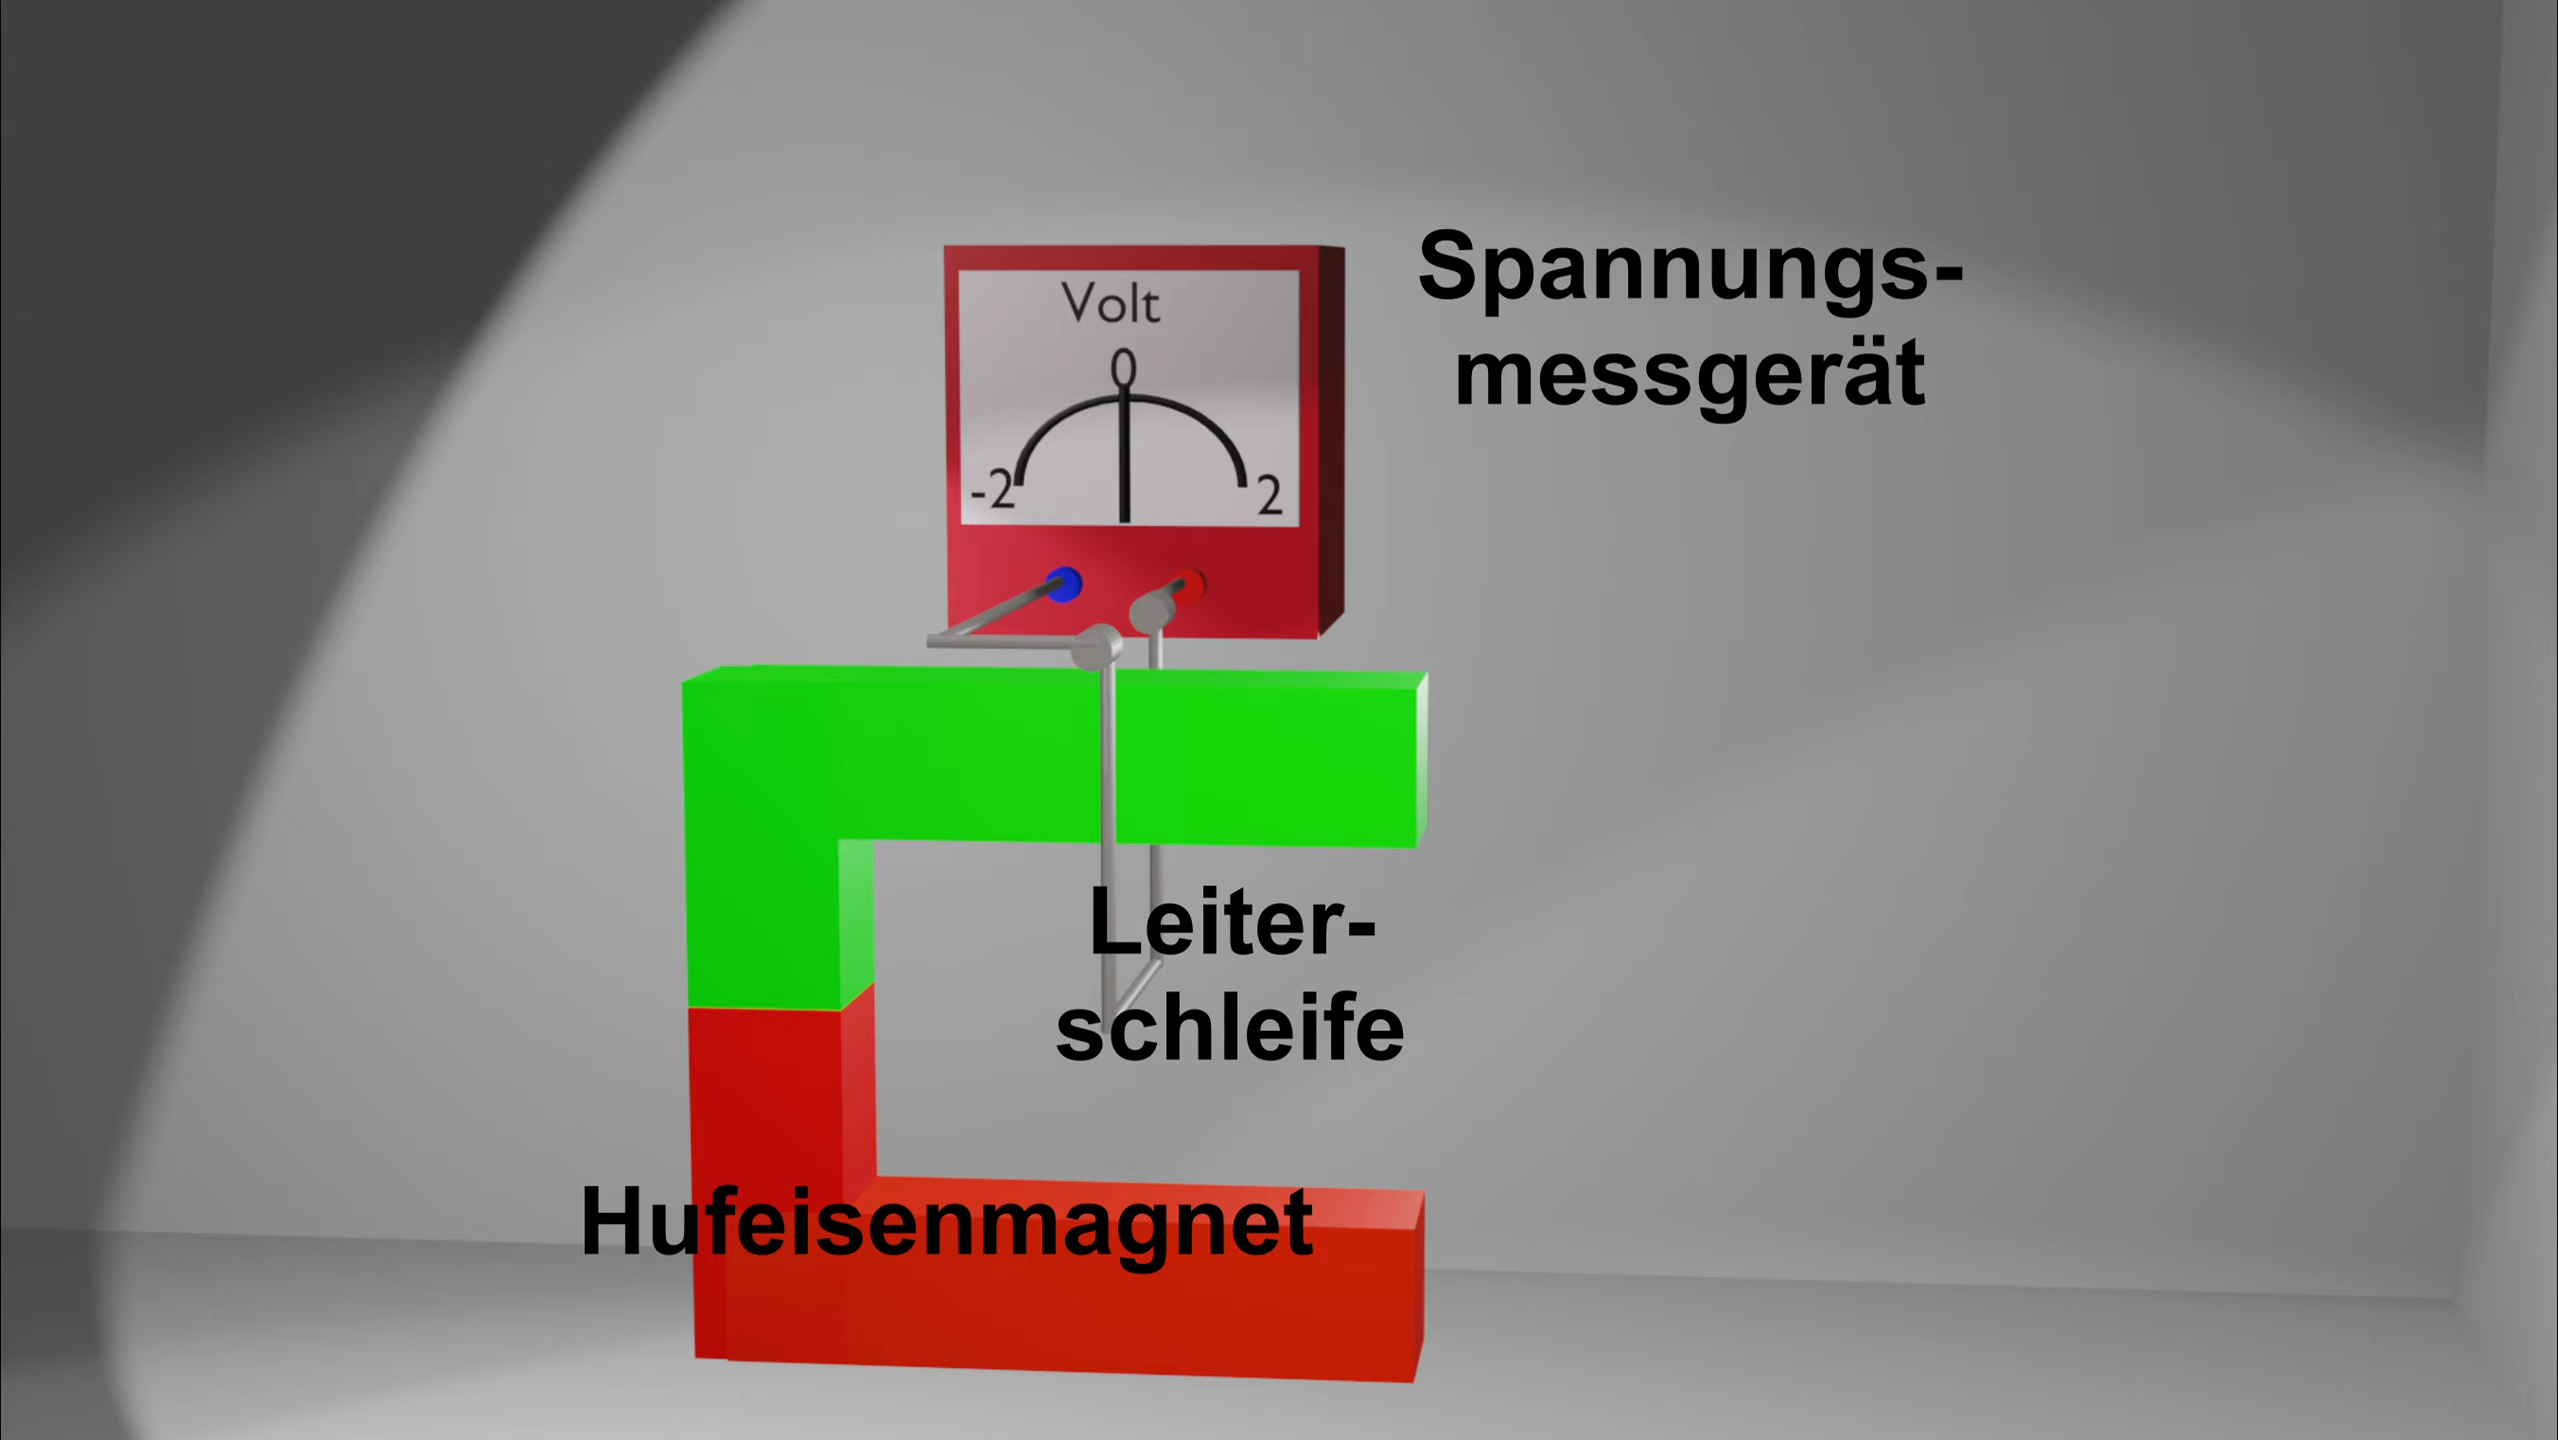 Spannungs-
messgerät
Volt
0
-2
2
Leiter-
schleife
Hufeisenmagnet